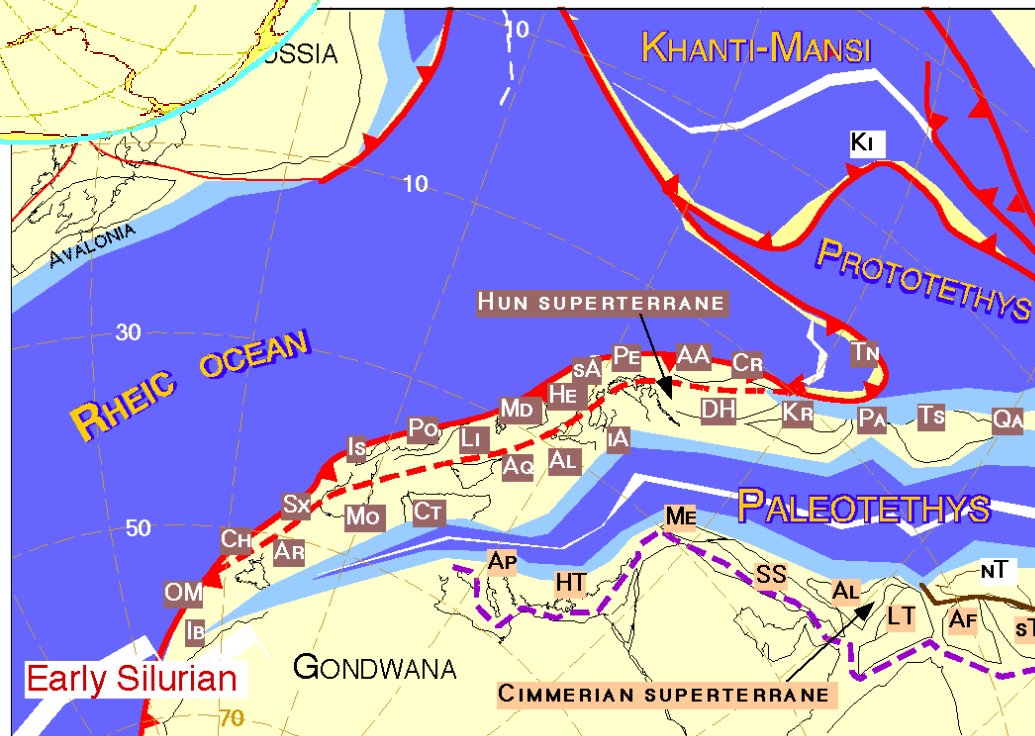 USSIA
10
KHANTI-MANSI
KI
10
AVALONIA
PROTOTETHYS
HUN SUPERTERRANE
30
RHEIC OCEAN
TN
PE
AA
CR
SA
HE
MD
DH
KR
PA
TS
QA
PO
LI
IS
IA
AQ
AL
SX
MO
CT
PALEOTETHYS
ME
50
CH
AR
AP
HT
SS
AL
NT
OM
LT
AF
ST
IB
GONDWANA
Early Silurian
CIMMERIAN SUPERTERRANE
70